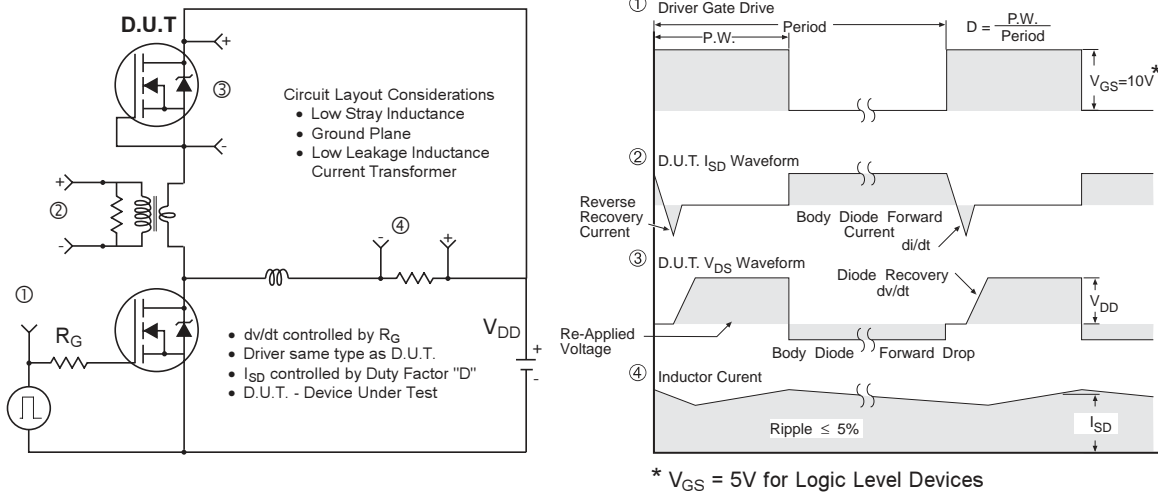 D.U.T
+
③
-
Circuit Layout Considerations
• Low Stray Inductance
• Ground Plane
• Low Leakage Inductance
Current Transformer
+
②
-
④
- +
①
R_G
V_DD
+
-
• dv/dt controlled by R_G
• Driver same type as D.U.T.
• I_SD controlled by Duty Factor "D"
• D.U.T. - Device Under Test
① Driver Gate Drive
P.W.
Period
D = P.W. / Period
V_GS=10V*
② D.U.T. I_SD Waveform
Reverse
Recovery
Current
Body Diode Forward
Current
di/dt
③ D.U.T. V_DS Waveform
Diode Recovery
dv/dt
V_DD
Re-Applied
Voltage
Body Diode Forward Drop
④ Inductor Curent
Ripple ≤ 5%
I_SD
* V_GS = 5V for Logic Level Devices